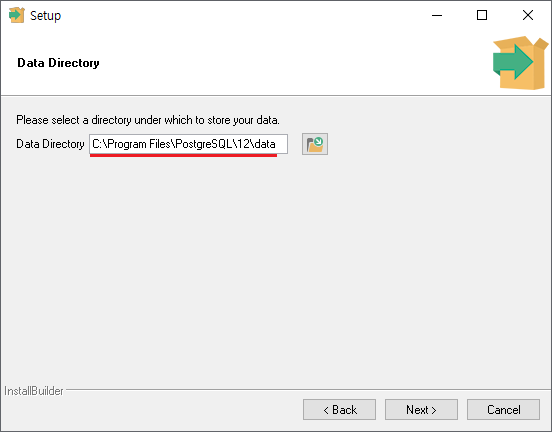 Setup
Data Directory
Please select a directory under which to store your data.
Data Directory C:\Program Files\PostgreSQL\12\data
InstallBuilder
< Back Next > Cancel